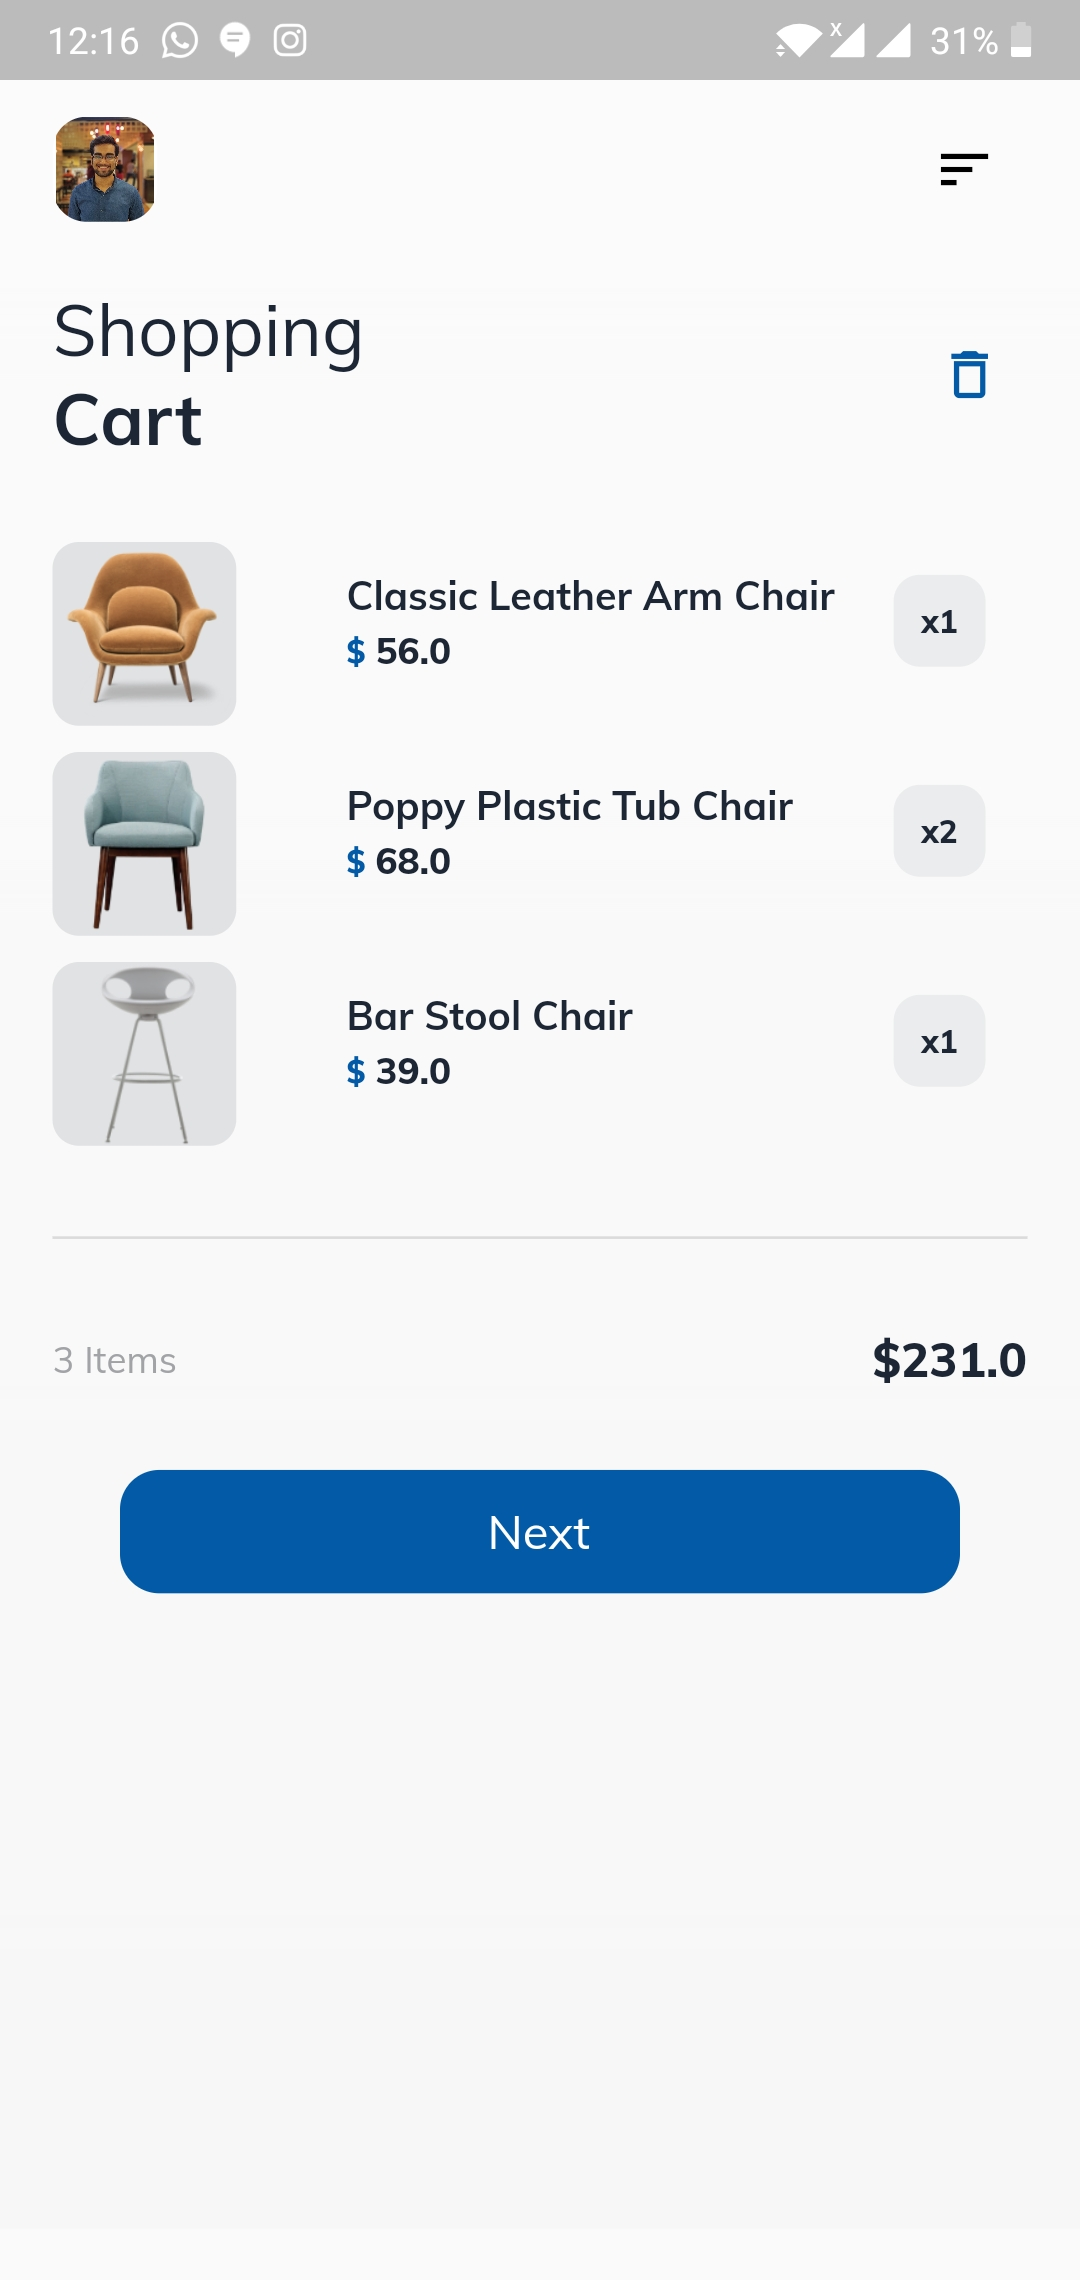 12:16
x
31%
Shopping
Cart
Classic Leather Arm Chair
$ 56.0
x1
Poppy Plastic Tub Chair
$ 68.0
x2
Bar Stool Chair
$ 39.0
x1
3 Items
$231.0
Next